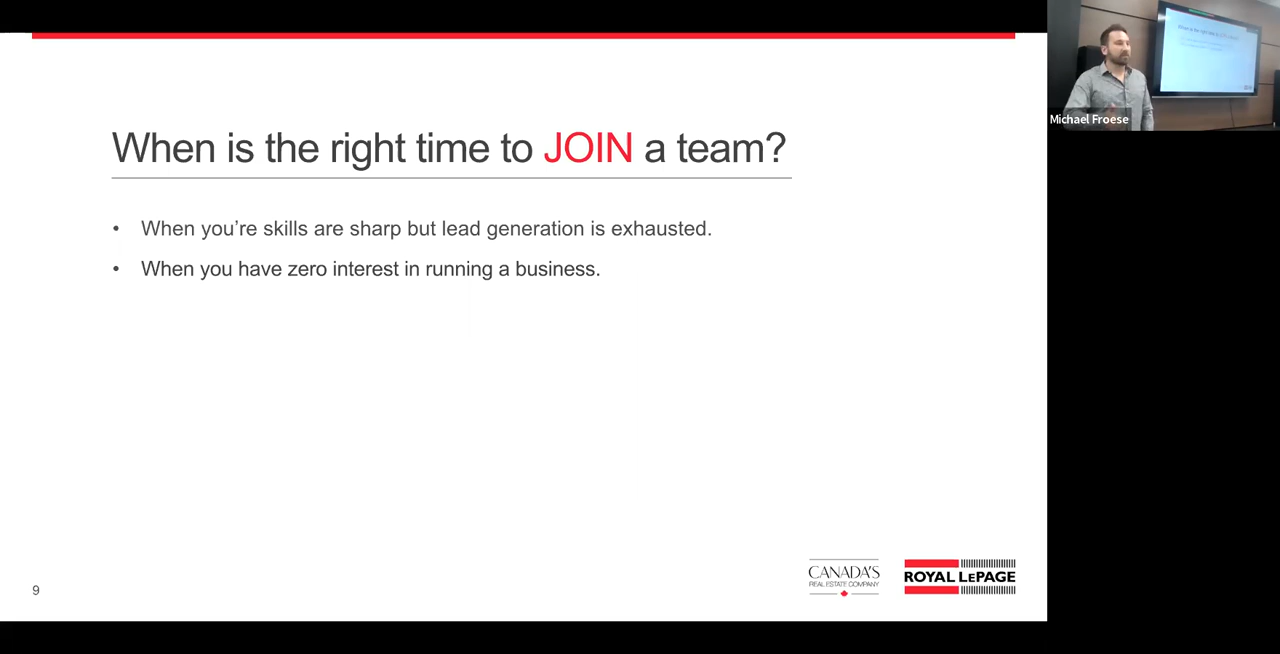 When is the right time to JOIN a team?
• When you’re skills are sharp but lead generation is exhausted.
• When you have zero interest in running a business.
Michael Froese
CANADA'S
REAL ESTATE COMPANY
ROYAL LEPAGE
9